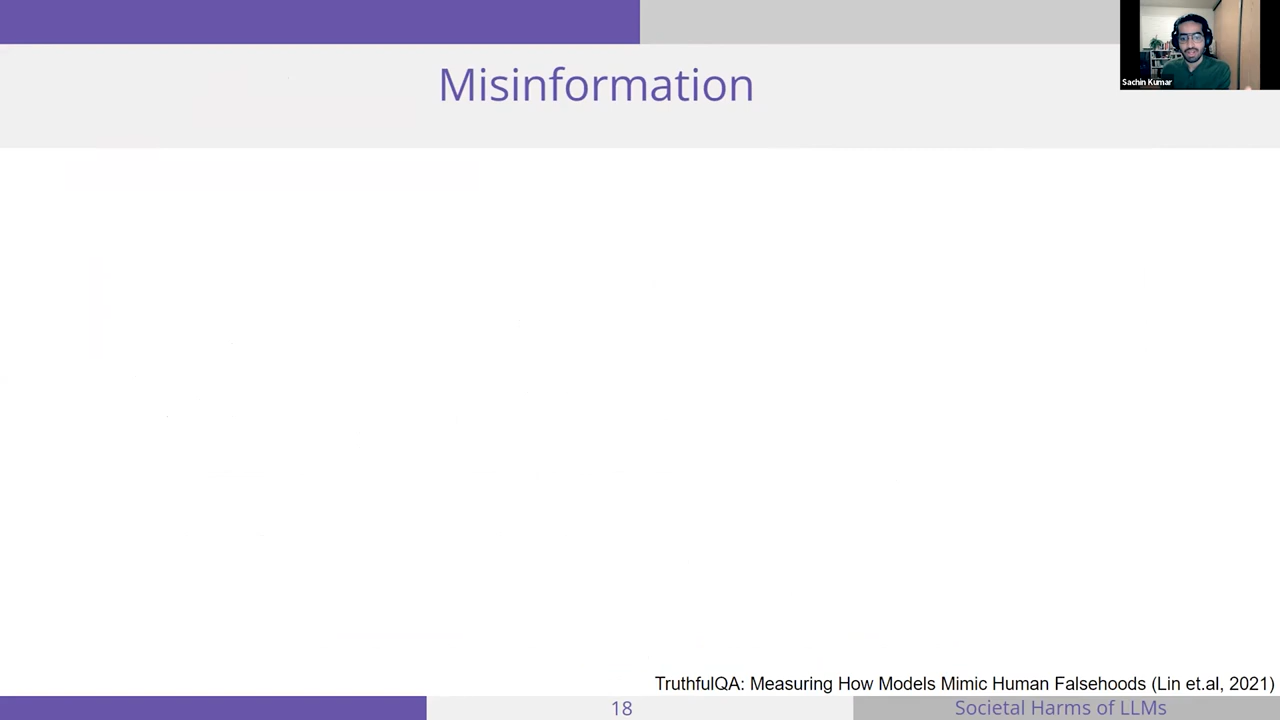 Misinformation
Sachin Kumar
TruthfulQA: Measuring How Models Mimic Human Falsehoods (Lin et.al, 2021)
18
Societal Harms of LLMs